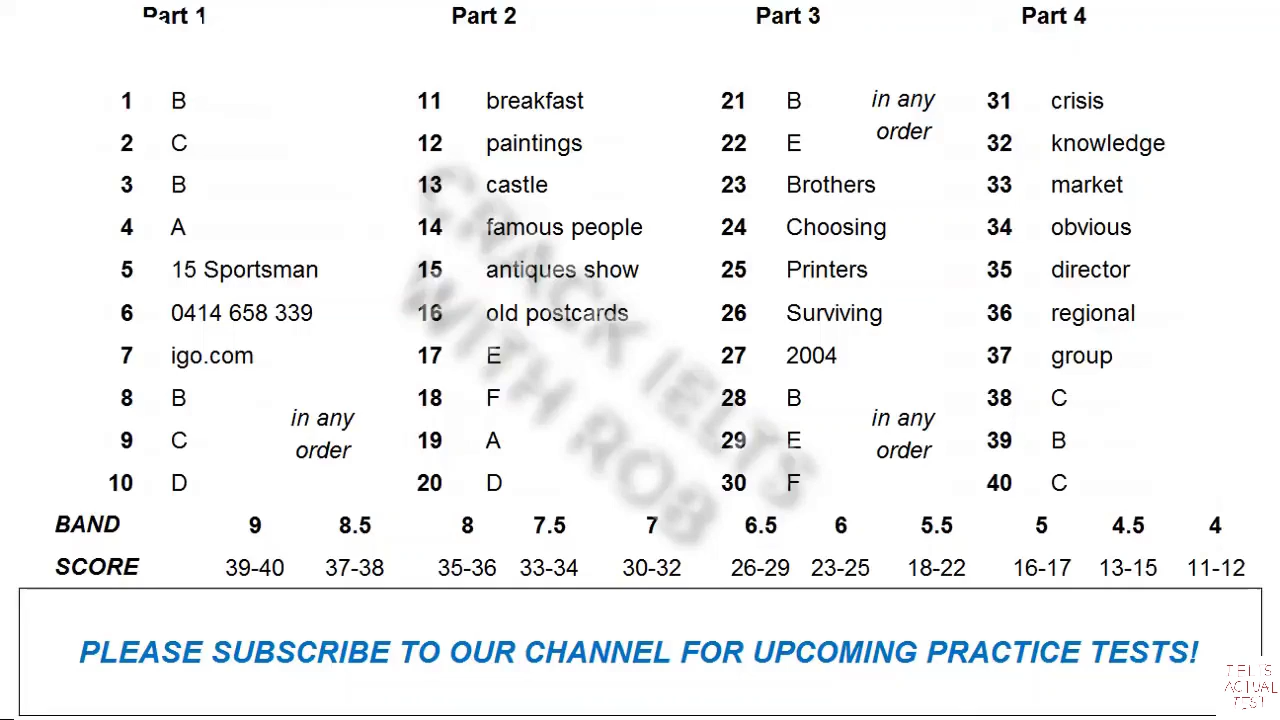 Part 1 Part 2 Part 3 Part 4
1 B 11 breakfast 21 B in any 31 crisis
order
2 C 12 paintings 22 E 32 knowledge
3 B 13 castle 23 Brothers 33 market
4 A 14 famous people 24 Choosing 34 obvious
5 15 Sportsman 15 antiques show 25 Printers 35 director
6 0414 658 339 16 old postcards 26 Surviving 36 regional
7 igo.com 17 E 27 2004 37 group
8 B 18 F 28 B 38 C
in any in any
9 C 19 A 29 E 39 B
order order
10 D 20 D 30 F 40 C
BAND 9 8.5 8 7.5 7 6.5 6 5.5 5 4.5 4
SCORE 39-40 37-38 35-36 33-34 30-32 26-29 23-25 18-22 16-17 13-15 11-12
CRACK IELTS
WITH ROB
PLEASE SUBSCRIBE TO OUR CHANNEL FOR UPCOMING PRACTICE TESTS!
IELTS
ACTUAL
TEST